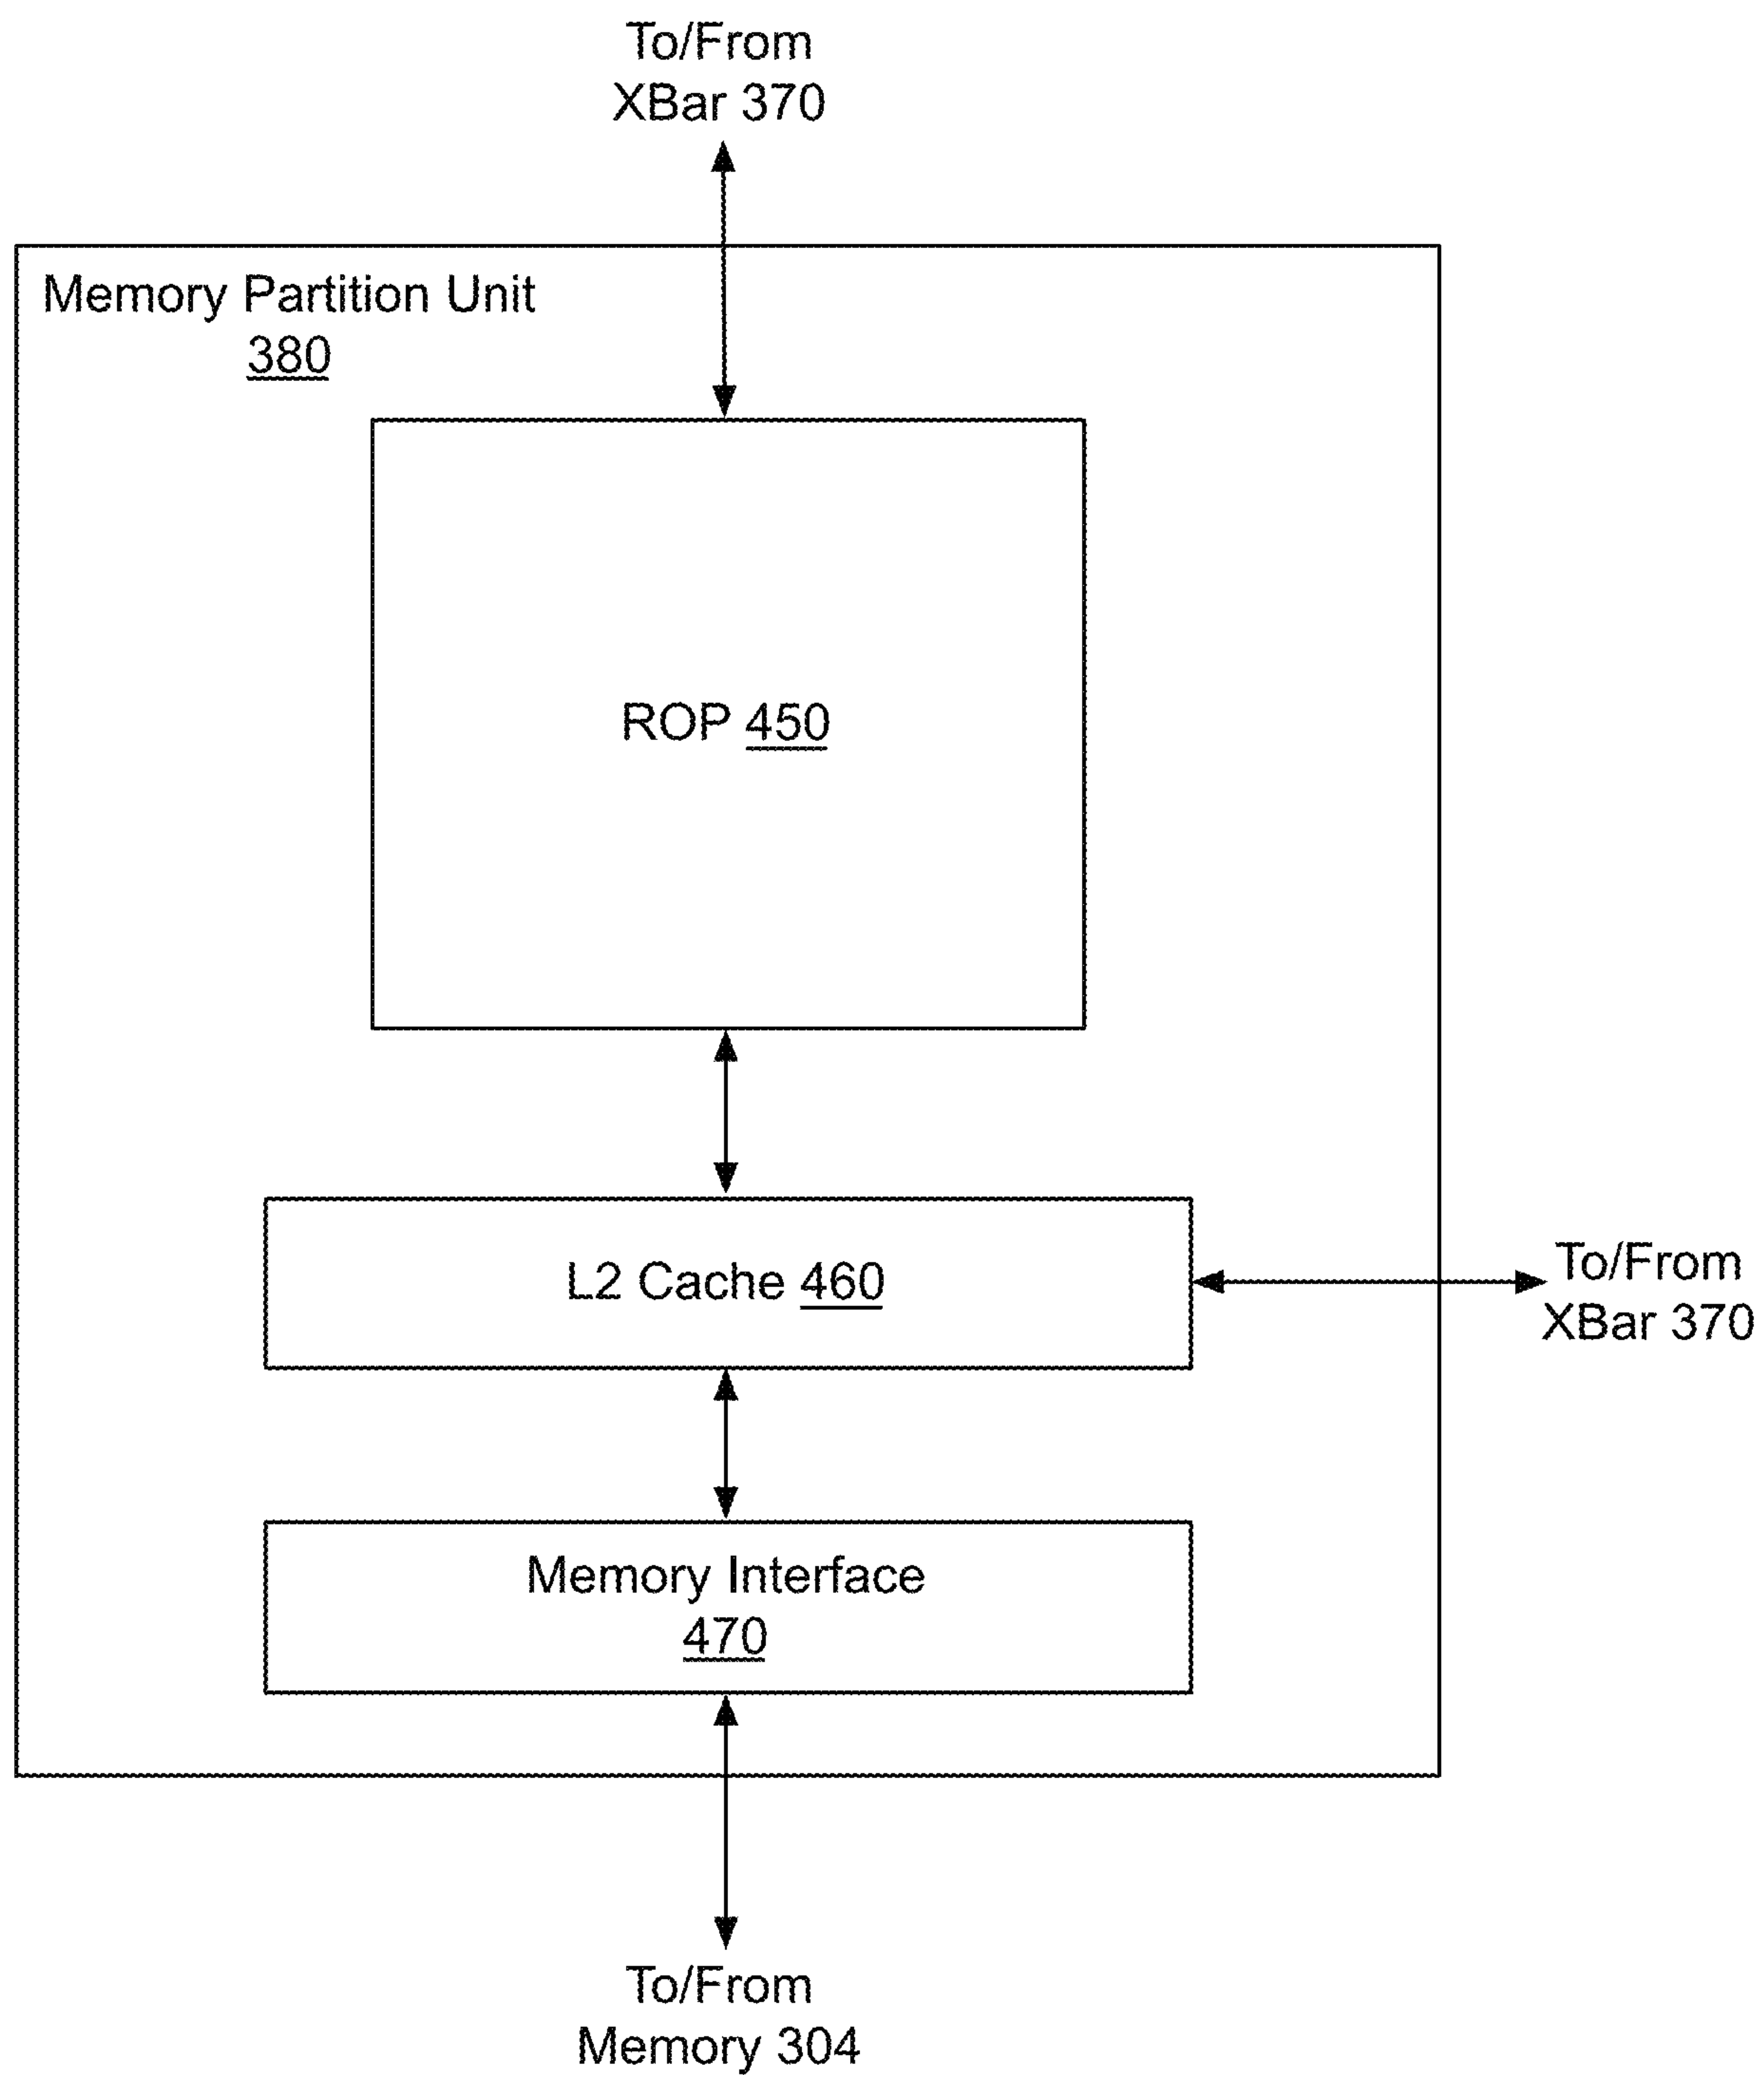 To/From
XBar 370
Memory Partition Unit
380
ROP 450
L2 Cache 460
To/From
XBar 370
Memory Interface
470
To/From
Memory 304